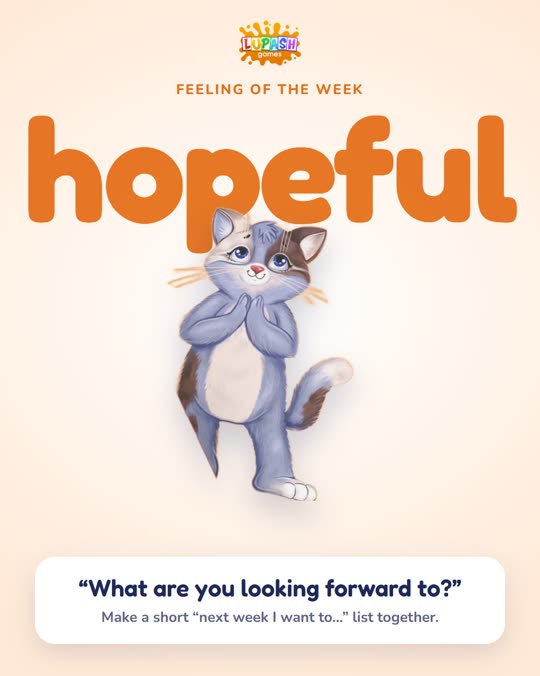 LUPASH
games
FEELING OF THE WEEK
hopeful
“What are you looking forward to?”
Make a short “next week I want to...” list together.